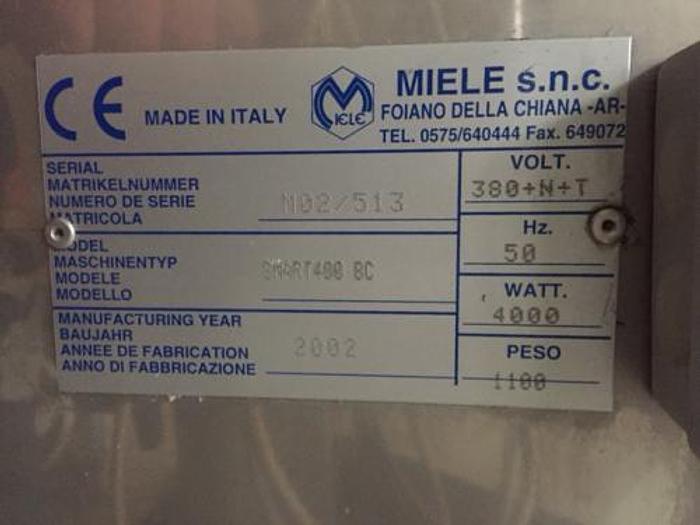 CE MADE IN ITALY
MIELE
MIELE s.n.c.
FOIANO DELLA CHIANA -AR-
TEL. 0575/640444 Fax. 649072
SERIAL
MATRIKELNUMMER
NUMERO DE SERIE
MATRICOLA
N02/513
MODEL
MASCHINENTYP
MODELE
MODELLO
SMART400 BC
MANUFACTURING YEAR
BAUJAHR
ANNEE DE FABRICATION
ANNO DI FABBRICAZIONE
2002
VOLT.
380+N+T
Hz.
50
WATT.
4000
PESO
1100